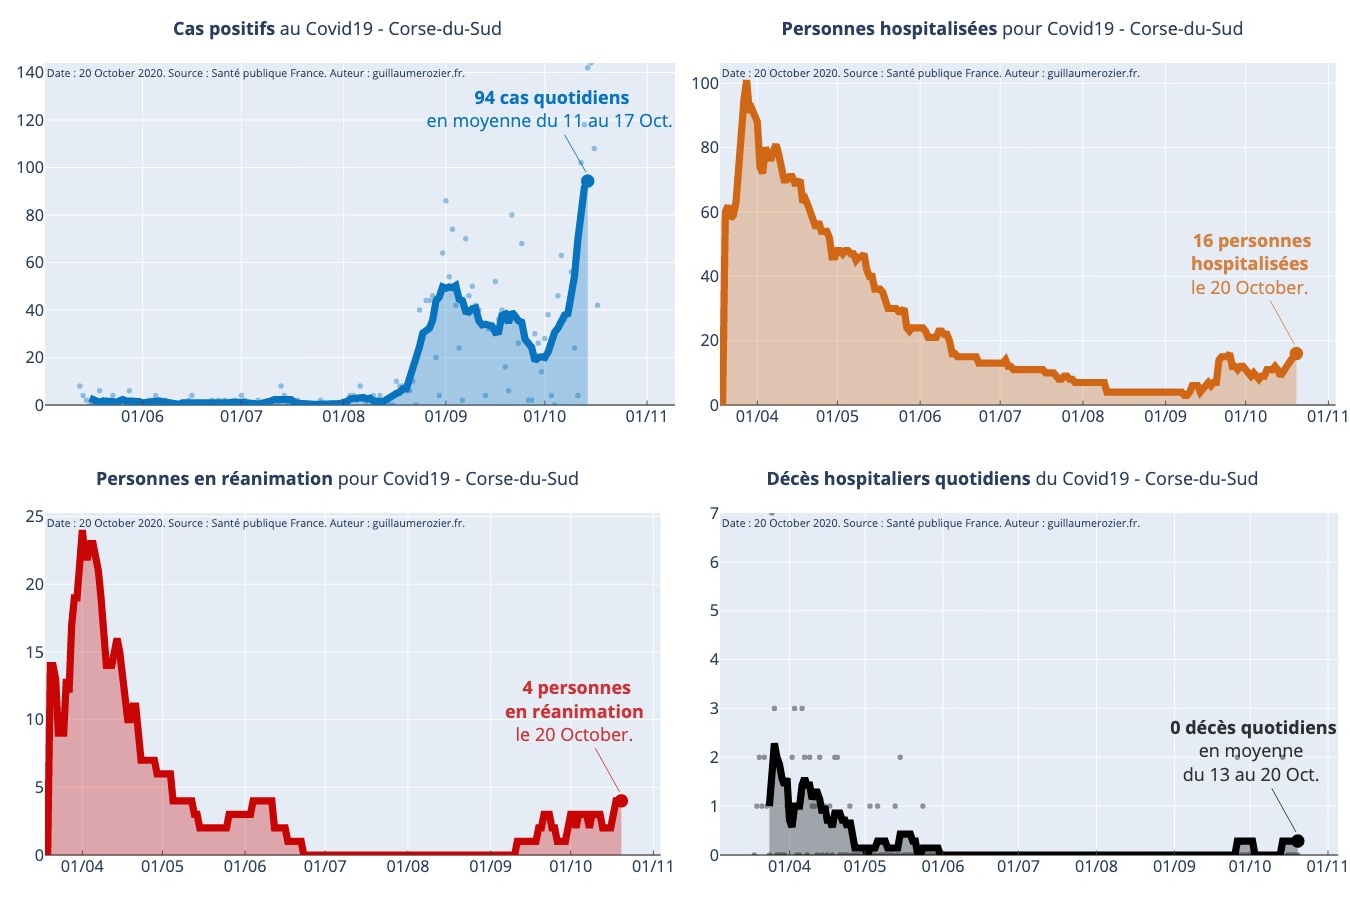 Cas positifs au Covid19 - Corse-du-Sud
Date : 20 October 2020. Source : Santé publique France. Auteur : guillaumerozier.fr.
94 cas quotidiens
en moyenne du 11 au 17 Oct.
140
120
100
80
60
40
20
0
01/06 01/07 01/08 01/09 01/10 01/11
Personnes hospitalisées pour Covid19 - Corse-du-Sud
Date : 20 October 2020. Source : Santé publique France. Auteur : guillaumerozier.fr.
16 personnes
hospitalisées
le 20 October.
100
80
60
40
20
0
01/04 01/05 01/06 01/07 01/08 01/09 01/10 01/11
Personnes en réanimation pour Covid19 - Corse-du-Sud
Date : 20 October 2020. Source : Santé publique France. Auteur : guillaumerozier.fr.
4 personnes
en réanimation
le 20 October.
25
20
15
10
5
0
01/04 01/05 01/06 01/07 01/08 01/09 01/10 01/11
Décès hospitaliers quotidiens du Covid19 - Corse-du-Sud
Date : 20 October 2020. Source : Santé publique France. Auteur : guillaumerozier.fr.
0 décès quotidiens
en moyenne
du 13 au 20 Oct.
7
6
5
4
3
2
1
0
01/04 01/05 01/06 01/07 01/08 01/09 01/10 01/11